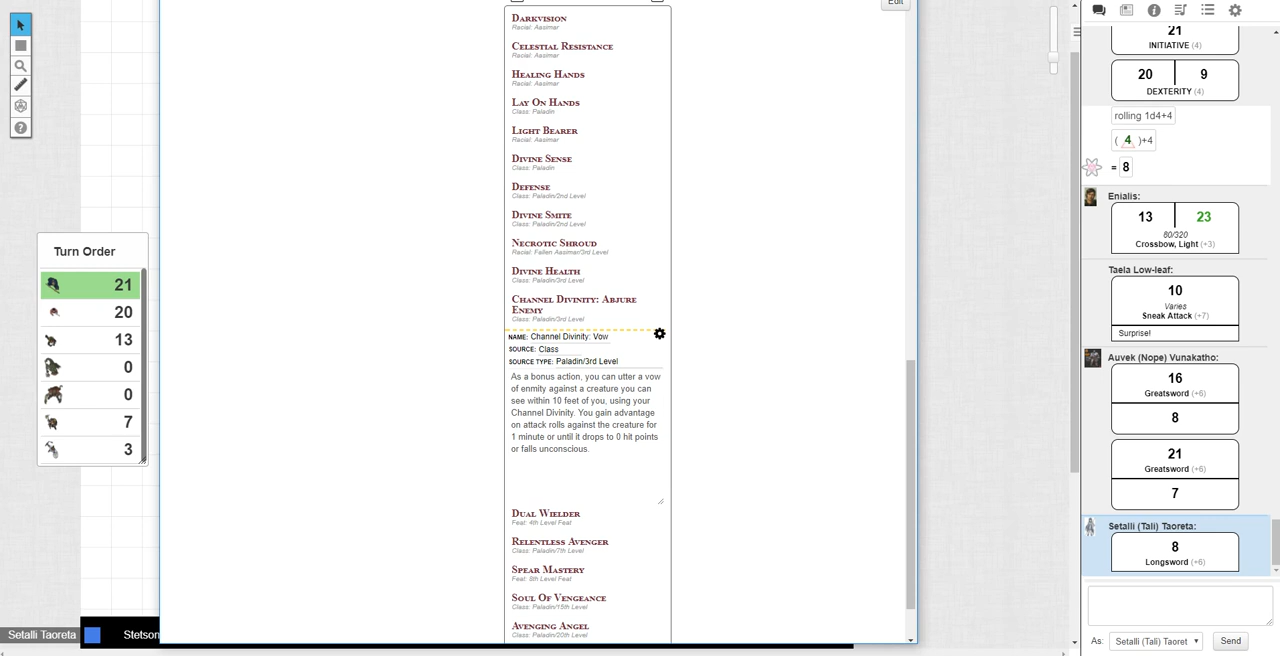 Turn Order
21
20
13
0
0
7
3
Setalli Taoreta
Stetson
Edit
Darkvision
Racial: Aasimar
Celestial Resistance
Racial: Aasimar
Healing Hands
Racial: Aasimar
Lay On Hands
Class: Paladin
Light Bearer
Racial: Aasimar
Divine Sense
Class: Paladin
Defense
Class: Paladin/2nd Level
Divine Smite
Class: Paladin/2nd Level
Necrotic Shroud
Racial: Fallen Aasimar/3rd Level
Divine Health
Class: Paladin/3rd Level
Channel Divinity: Abjure
Enemy
Class: Paladin/3rd Level
NAME: Channel Divinity: Vow
SOURCE: Class
SOURCE TYPE: Paladin/3rd Level
As a bonus action, you can utter a vow
of enmity against a creature you can
see within 10 feet of you, using your
Channel Divinity. You gain advantage
on attack rolls against the creature for
1 minute or until it drops to 0 hit points
or falls unconscious.
Dual Wielder
Feat: 4th Level Feat
Relentless Avenger
Class: Paladin/7th Level
Spear Mastery
Feat: 8th Level Feat
Soul Of Vengeance
Class: Paladin/15th Level
Avenging Angel
Class: Paladin/20th Level
21
INITIATIVE (4)
20 9
DEXTERITY (4)
rolling 1d4+4
( 4 )+4
= 8
Enialis:
13 23
80/320
Crossbow, Light (+3)
Taela Low-leaf:
10
Varies
Sneak Attack (+7)
Surprise!
Auvek (Nope) Vunakatho:
16
Greatsword (+6)
8
21
Greatsword (+6)
7
Setalli (Tali) Taoreta:
8
Longsword (+6)
As: Setalli (Tali) Taoret
Send